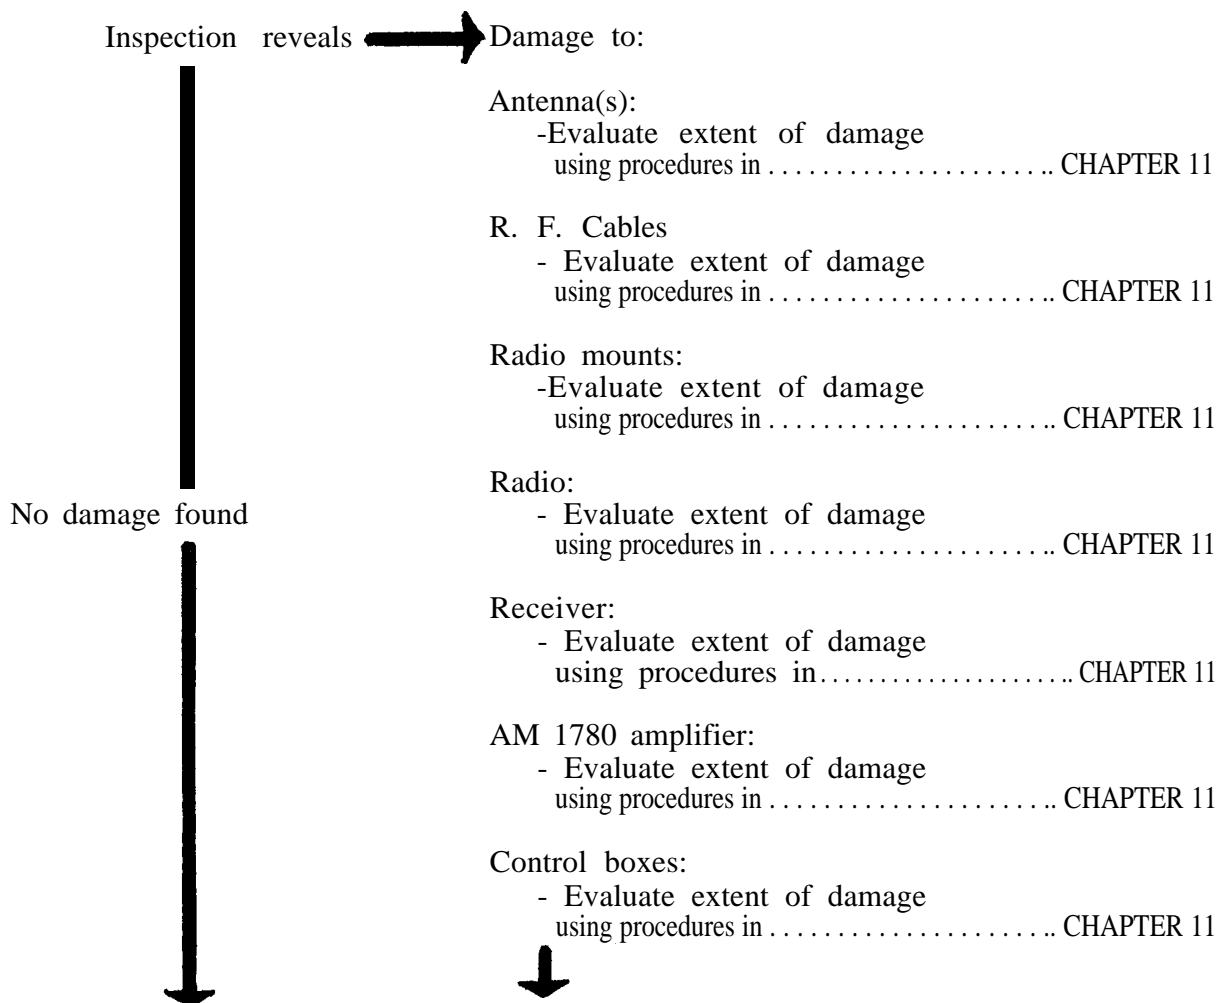 Inspection reveals Damage to:
Antenna(s):
-Evaluate extent of damage
using procedures in . . . . . . . . . . . . . . . . . . . . .. CHAPTER 11
R. F. Cables
- Evaluate extent of damage
using procedures in . . . . . . . . . . . . . . . . . . . . .. CHAPTER 11
Radio mounts:
-Evaluate extent of damage
using procedures in . . . . . . . . . . . . . . . . . . . . .. CHAPTER 11
No damage found
Radio:
- Evaluate extent of damage
using procedures in . . . . . . . . . . . . . . . . . . . . .. CHAPTER 11
Receiver:
- Evaluate extent of damage
using procedures in . . . . . . . . . . . . . . . . . . . . .. CHAPTER 11
AM 1780 amplifier:
- Evaluate extent of damage
using procedures in . . . . . . . . . . . . . . . . . . . . .. CHAPTER 11
Control boxes:
- Evaluate extent of damage
using procedures in . . . . . . . . . . . . . . . . . . . . .. CHAPTER 11